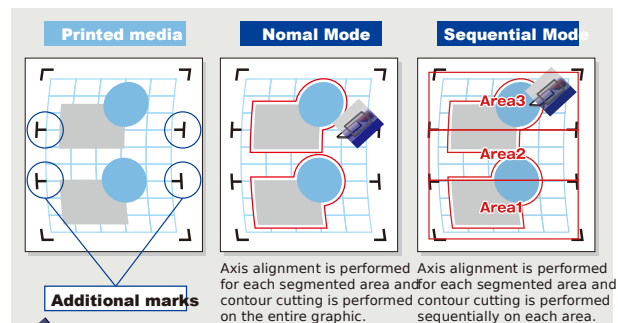 Printed media
Nomal Mode
Sequential Mode
Area3
Area2
Area1
Additional marks
Axis alignment is performed
for each segmented area and
contour cutting is performed
on the entire graphic.
Axis alignment is performed
for each segmented area and
contour cutting is performed
sequentially on each area.